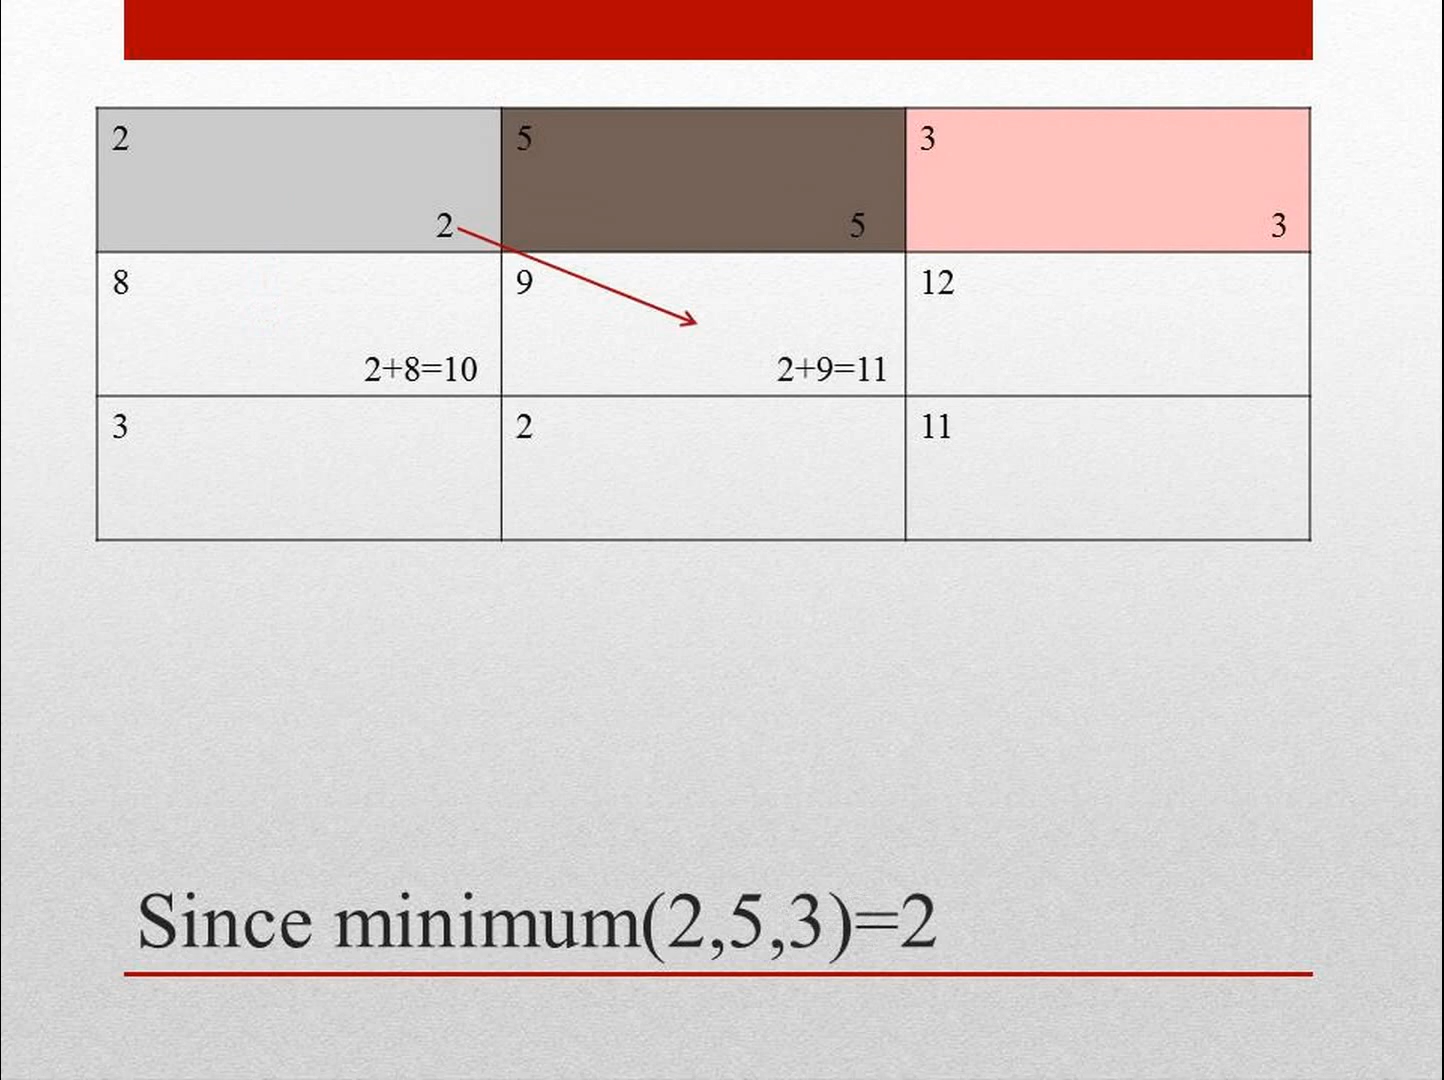 2 5 3
2 5 3
8 9 12
2+8=10 2+9=11
3 2 11
Since minimum(2,5,3)=2